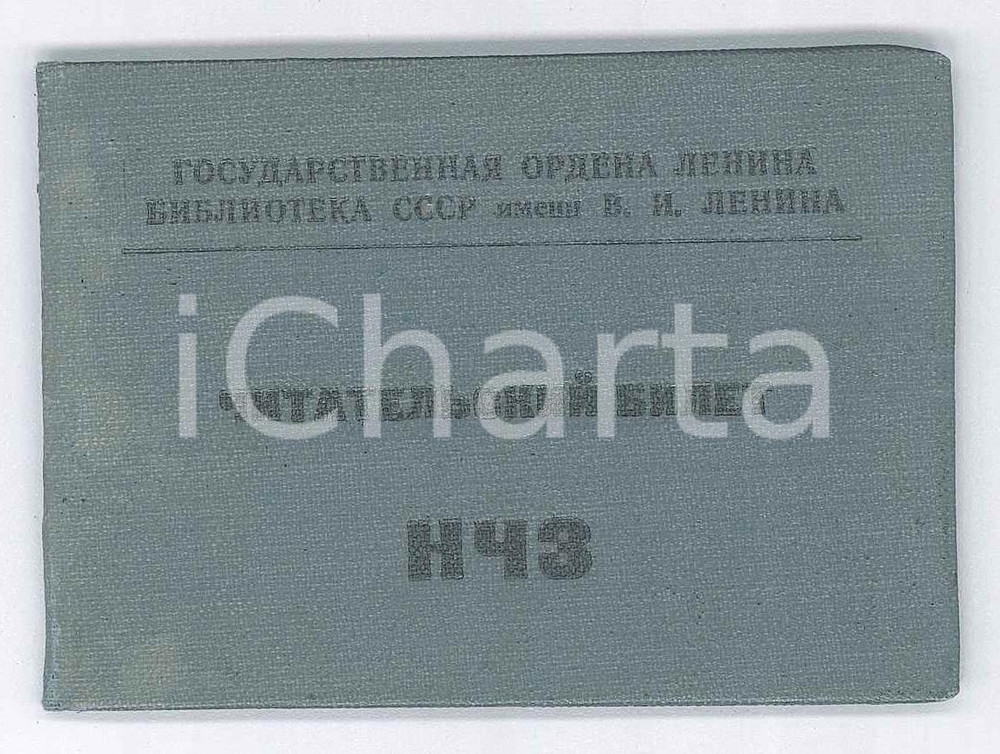 ГОСУДАРСТВЕННАЯ ОРДЕНА ЛЕНИНА
БИБЛИОТЕКА СССР имени В. И. ЛЕНИНА
ЧИТАТЕЛЬСКИЙ БИЛЕТ
iCharta
НЧЗ